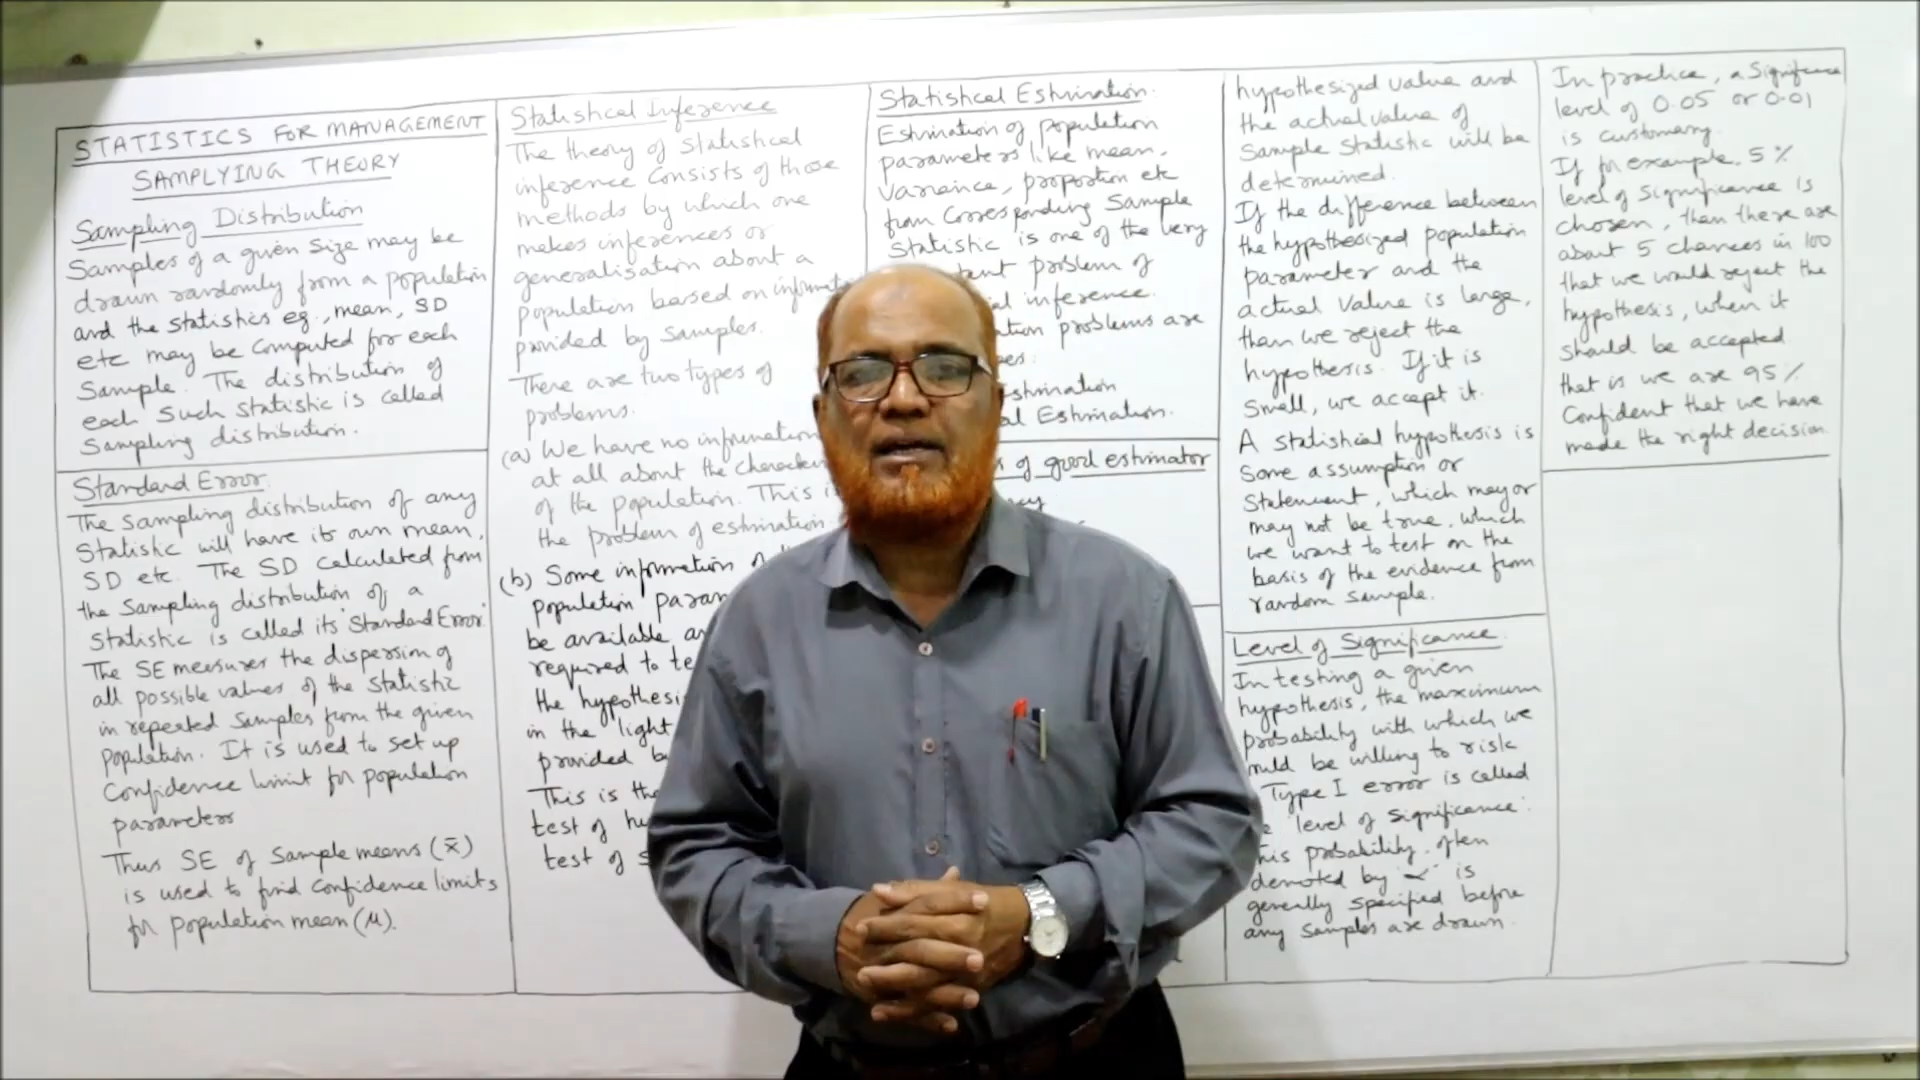 STATISTICS FOR MANAGEMENT
SAMPLYING THEORY
Sampling Distribution
Samples of a given size may be
drawn randomly from a population
and the statistics eg., mean, SD
etc may be computed for each
Sample. The distribution of
each such statistic is called
Sampling distribution.
Standard Error
The sampling distribution of any
Statistic will have its own mean,
SD etc. The SD calculated from
the sampling distribution of a
statistic is called its 'Standard Error'
The SE measures the dispersion of
all possible values of the statistic
in repeated samples from the given
population. It is used to set up
Confidence limit for population
parameters
Thus SE of Sample means (x̄)
is used to find confidence limits
for population mean (μ).
Statistical Inference
The theory of statistical
inference consists of those
methods by which one
makes inferences or
generalisation about a
population based on
provided by samples.
There are two types of
problems.
(a) We have no information
at all about the
of the population. This
the problem of estimation.
(b) Some information of
population
be available
required to
the
in the light
provided
This is the
test of
test of
Statistical Estimation.
Estimation of population
parameters like mean,
variance, proportion etc
from Corresponding Sample
Statistic is one of the very
problem of
inference.
problems are
Estimation.
of good estimator
hypothesized value and
the actual value of
Sample statistic will be
determined.
If the difference between
the hypothesized population
parameter and the
actual value is large,
than we reject the
hypothesis. If it is
Small, we accept it.
A statistical hypothesis is
Some assumption or
Statement, which may or
may not be true, which
we want to test on the
basis of the evidence from
random sample.
Level of Significance
In testing a given
hypothesis, the maximum
probability with which we
be willing to risk
Type I error is called
'level of significance'.
probability, often
denoted by '∝' is
generally specified before
any samples are drawn.
In practice, a Significance
level of 0.05 or 0.01
is customary.
If for example, 5%
level of significance is
chosen, then there are
about 5 chances in 100
that we would reject the
hypothesis, when it
should be accepted
that is we are 95%
Confident that we have
made the right decision